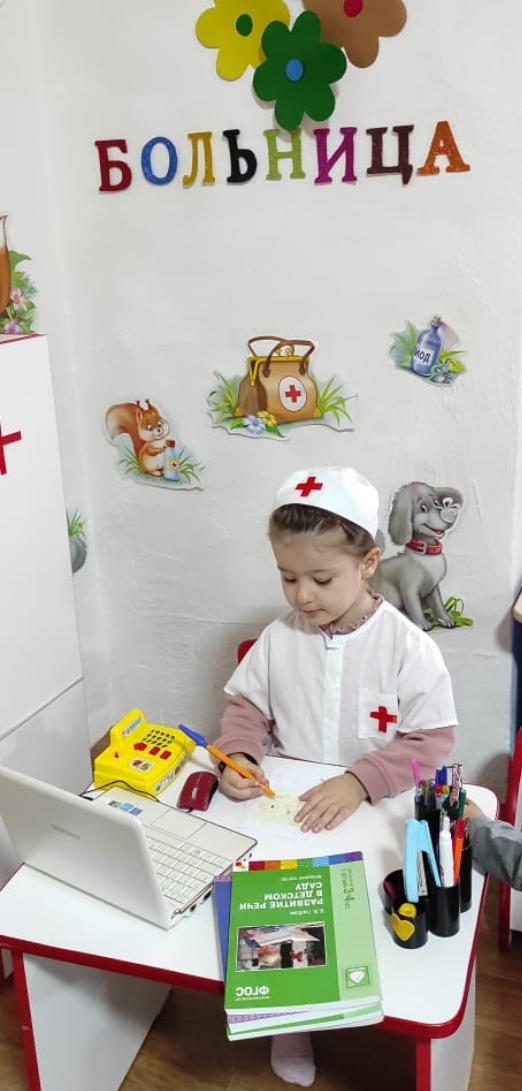 БОЛЬНИЦА
ЙОД
РАЗВИТИЕ РЕЧИ
В ДЕТСКОМ
САДУ
ФГОС